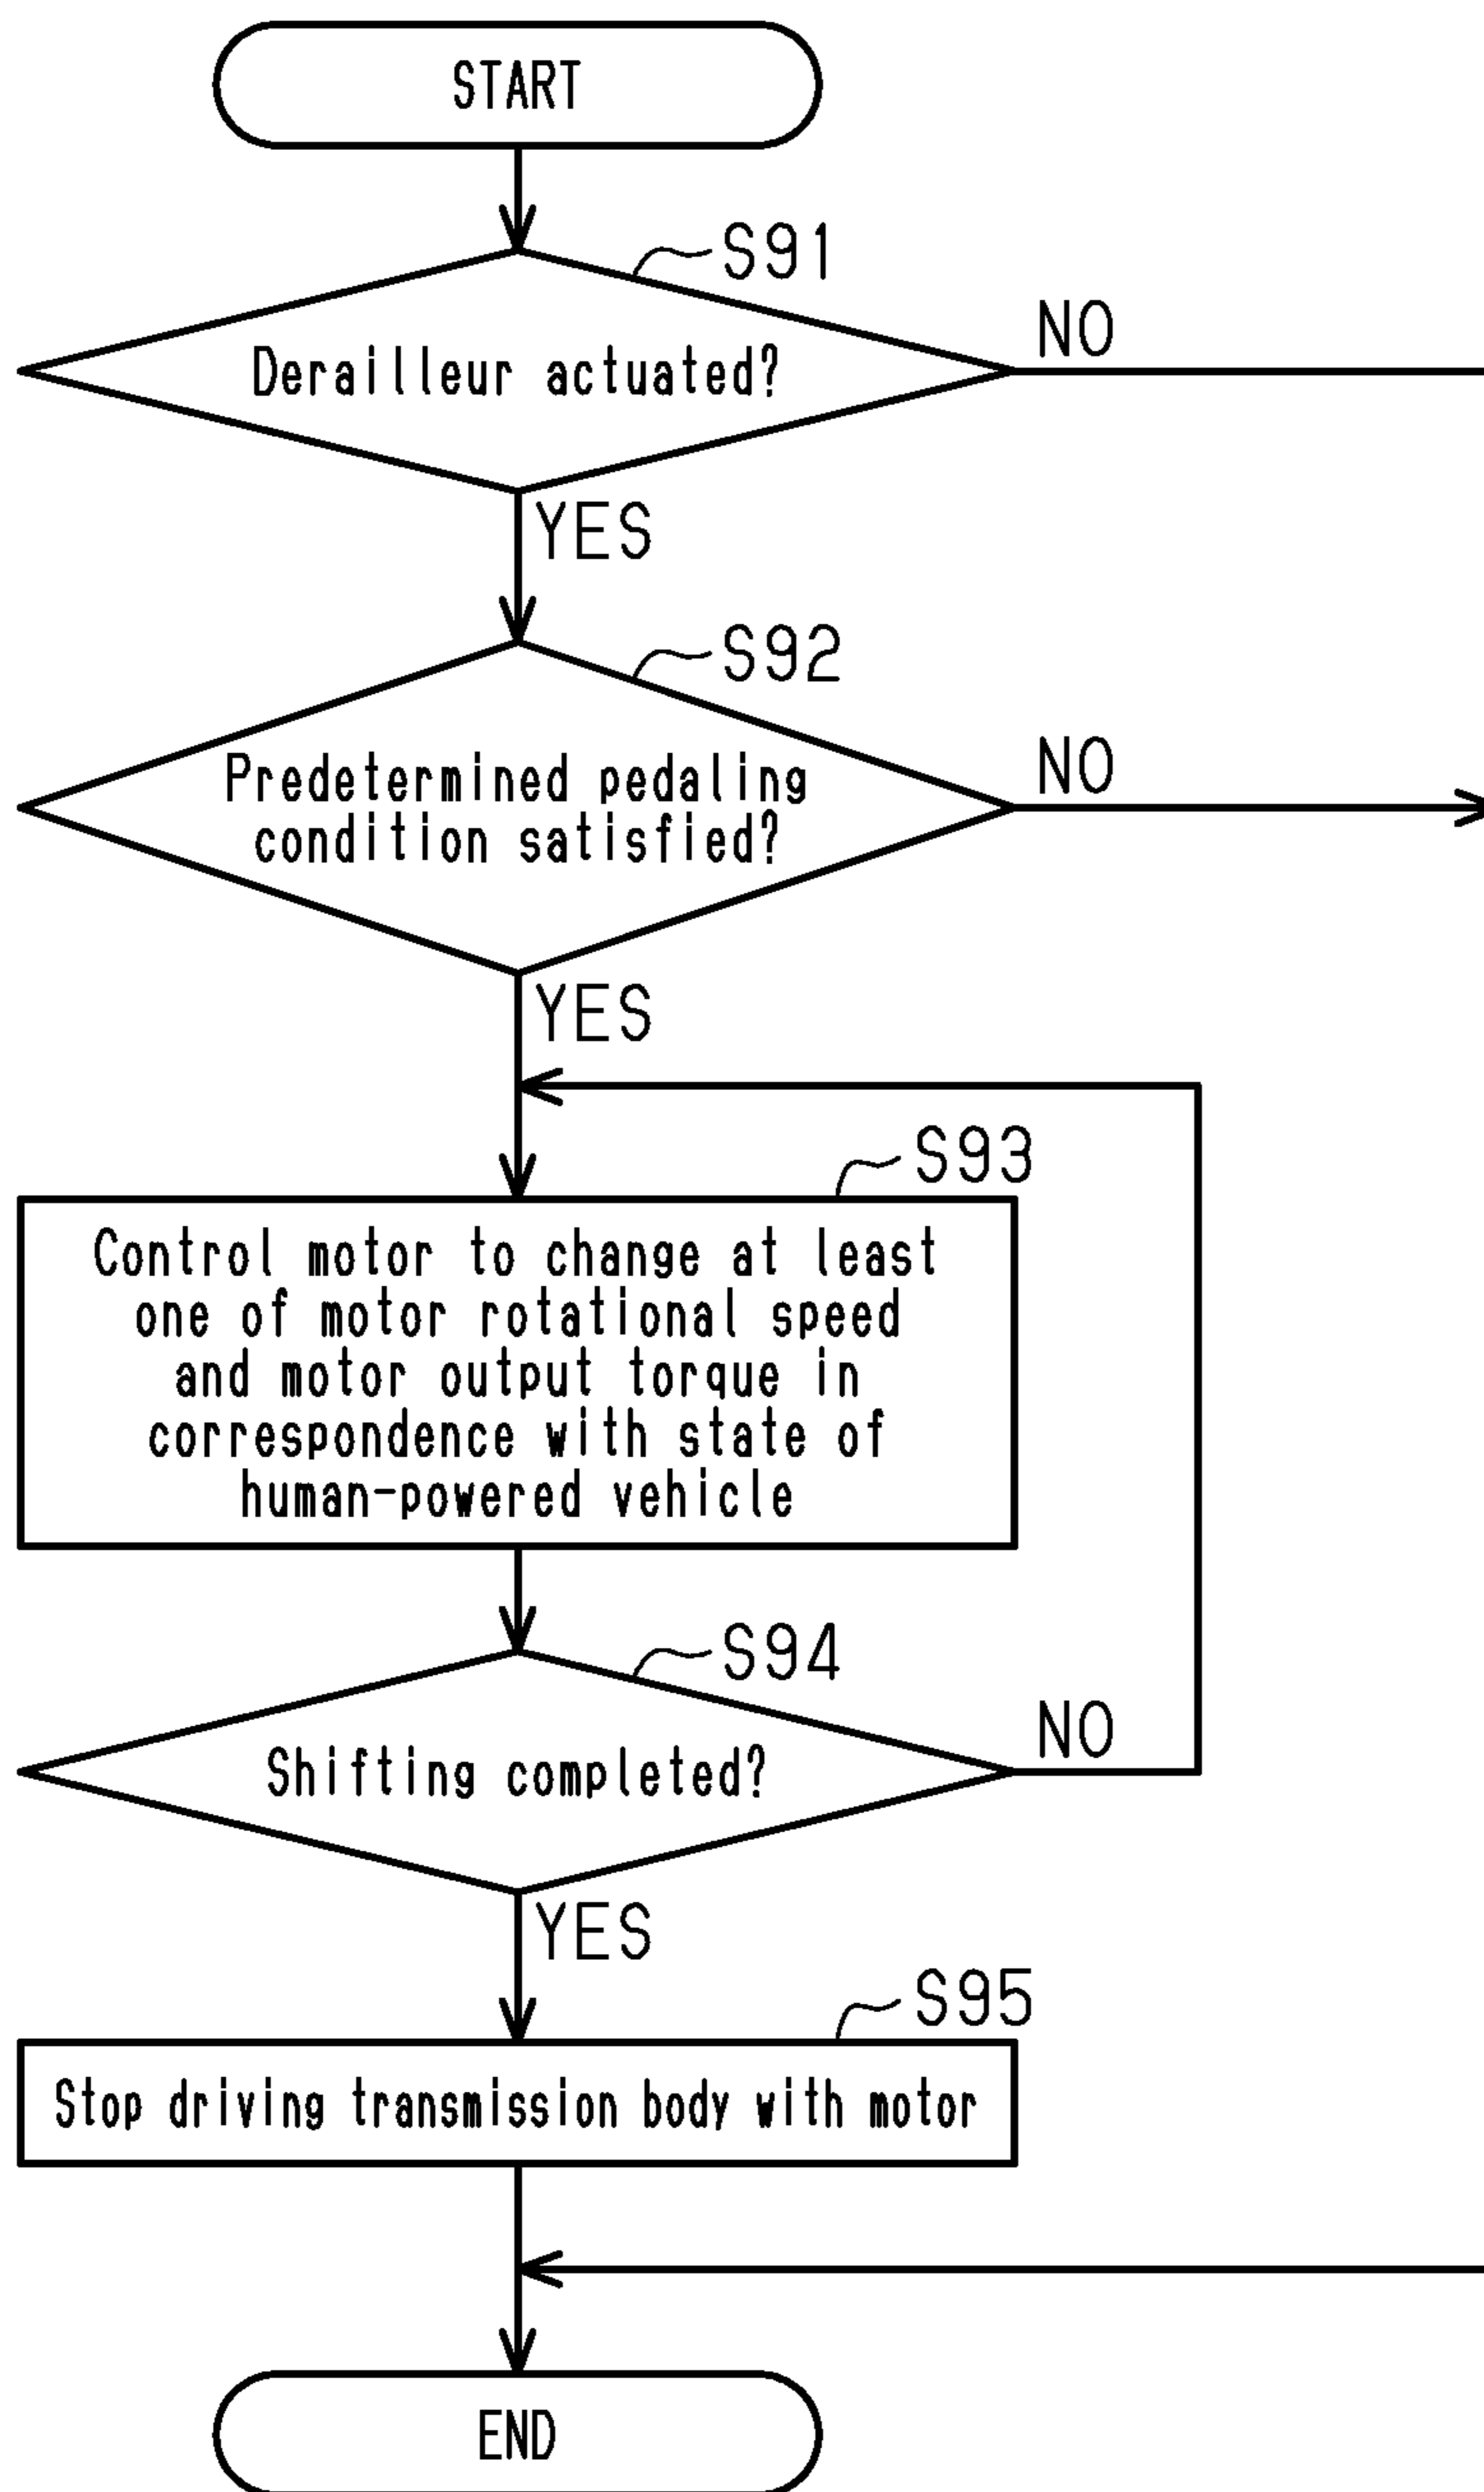 START
S91
NO
Derailleur actuated?
YES
S92
NO
Predetermined pedaling
condition satisfied?
YES
S93
Control motor to change at least
one of motor rotational speed
and motor output torque in
correspondence with state of
human-powered vehicle
S94
NO
Shifting completed?
YES
S95
Stop driving transmission body with motor
END